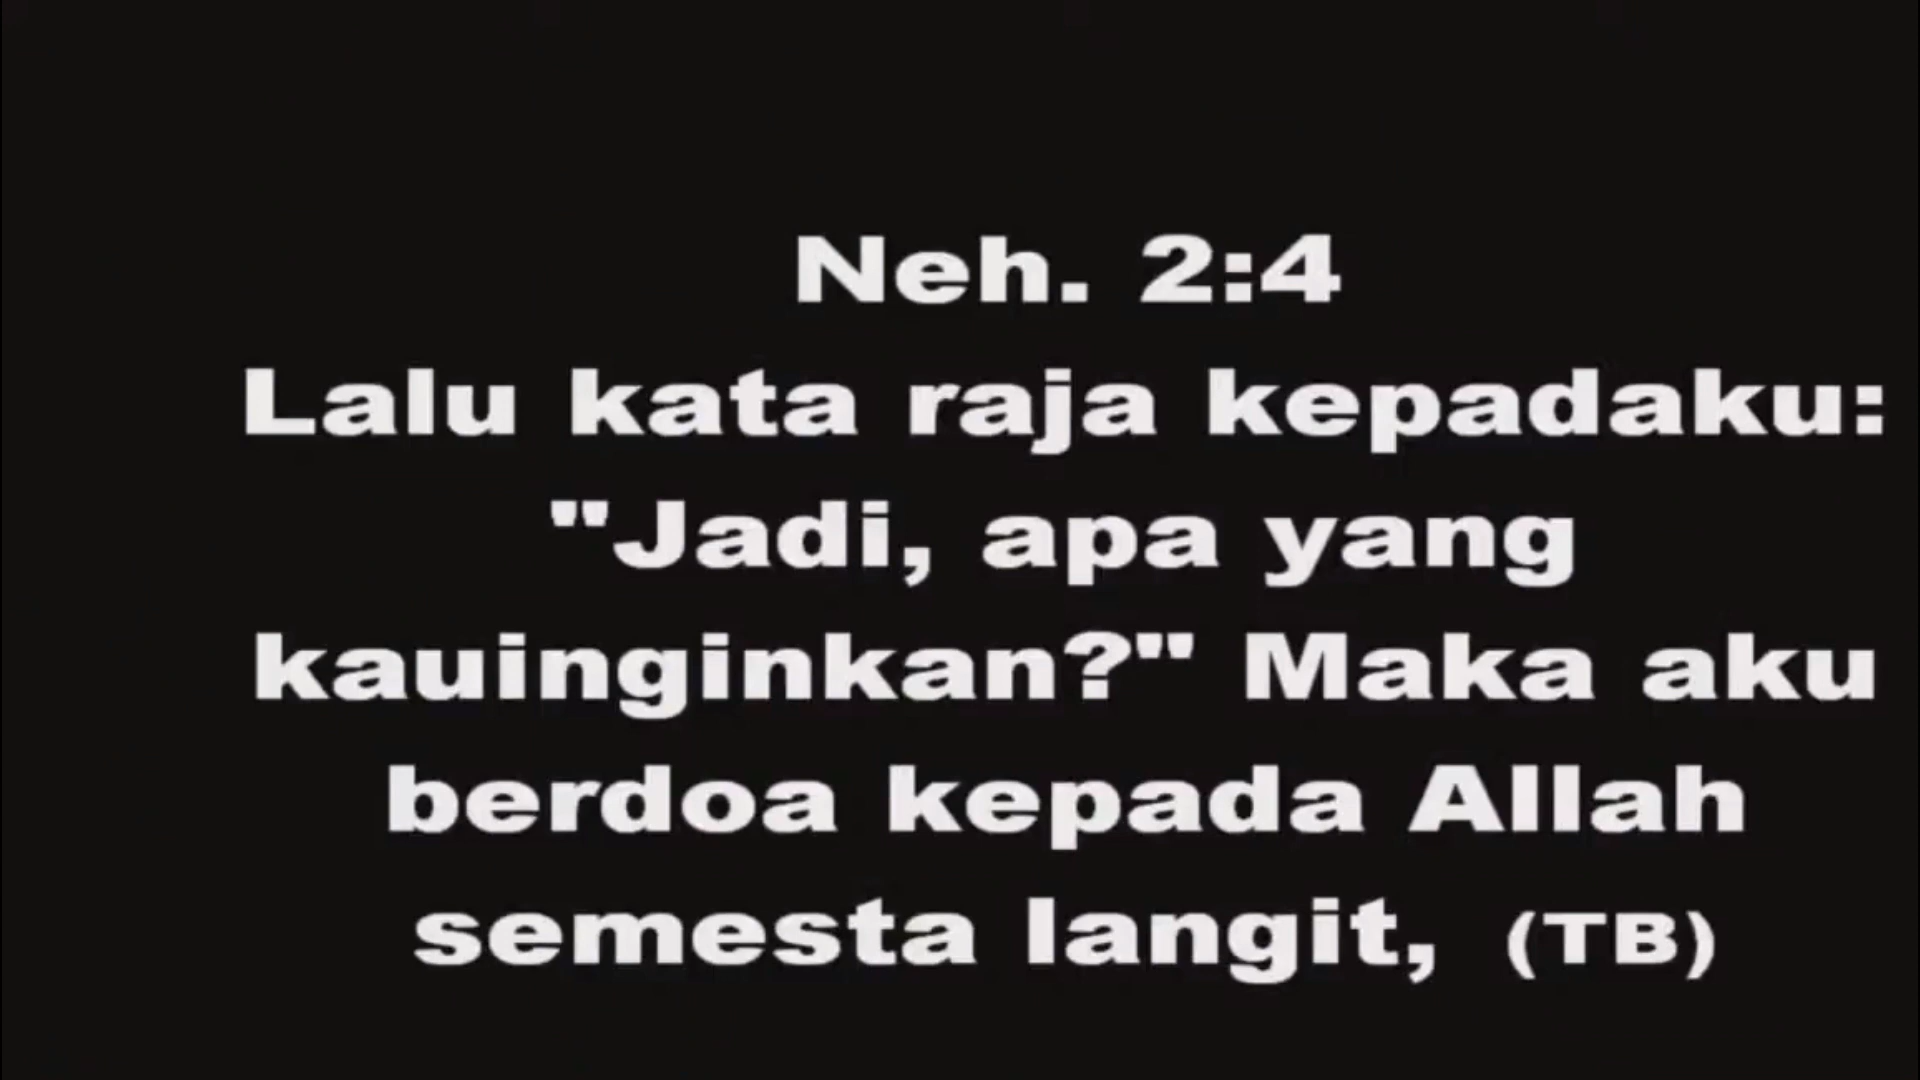 Neh. 2:4
Lalu kata raja kepadaku:
"Jadi, apa yang
kauinginkan?" Maka aku
berdoa kepada Allah
semesta langit, (TB)